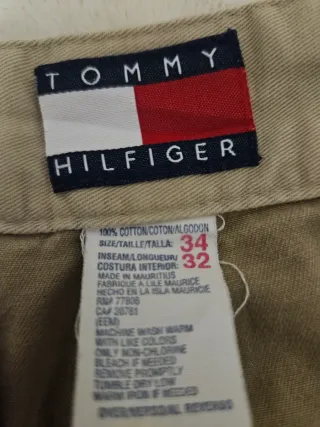 TOMMY
HILFIGER
100% COTTON/COTON/ALGODON
SIZE/TAILLE/TALLA: 34
INSEAM/LONGUEUR/
COSTURA INTERIOR: 32
MADE IN MAURITIUS
FABRIQUE A L'ILE MAURICE
HECHO EN LA ISLA MAURICIE
RN# 77806
CA# 28781
(EEM)
MACHINE WASH WARM
WITH LIKE COLORS
ONLY NON-CHLORINE
BLEACH IF NEEDED
REMOVE PROMPTLY
TUMBLE DRY LOW
WARM IRON IF NEEDED